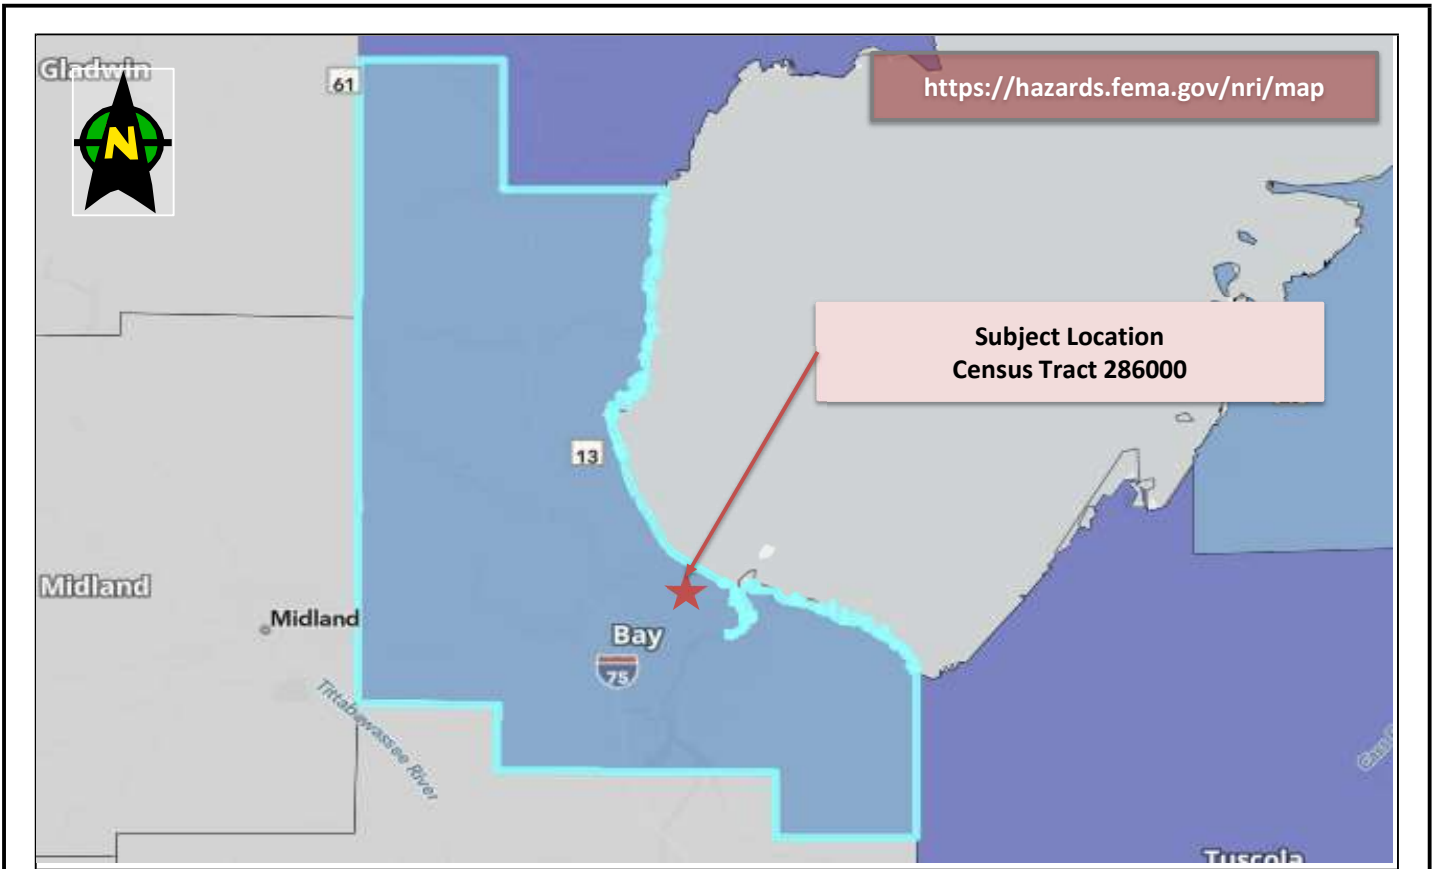 Gladwin
61
https://hazards.fema.gov/nri/map
N
Subject Location
Census Tract 286000
13
Midland
Midland
Bay
75
Tittabawassee River
Tuscola